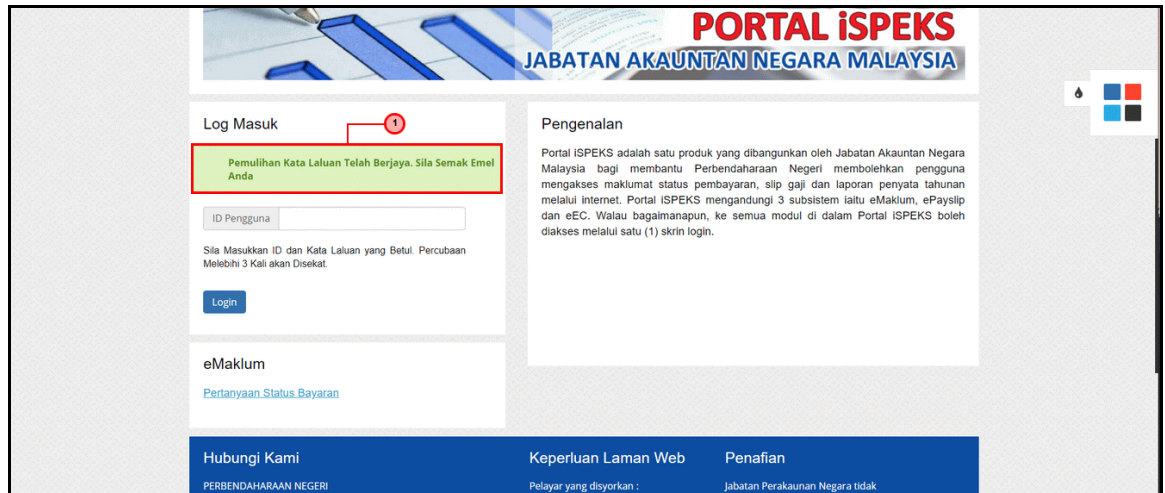 PORTAL iSPEKS
JABATAN AKAUNTAN NEGARA MALAYSIA
Log Masuk
1
Pemulihan Kata Laluan Telah Berjaya. Sila Semak Emel
Anda
ID Pengguna
Sila Masukkan ID dan Kata Laluan yang Betul. Percubaan
Melebihi 3 Kali akan Disekat.
Login
eMaklum
Pertanyaan Status Bayaran
Pengenalan
Portal iSPEKS adalah satu produk yang dibangunkan oleh Jabatan Akauntan Negara
Malaysia bagi membantu Perbendaharaan Negeri membolehkan pengguna
mengakses maklumat status pembayaran, slip gaji dan laporan penyata tahunan
melalui internet. Portal iSPEKS mengandungi 3 subsistem iaitu eMaklum, ePayslip
dan eEC. Walau bagaimanapun, ke semua modul di dalam Portal iSPEKS boleh
diakses melalui satu (1) skrin login.
Hubungi Kami
PERBENDAHARAAN NEGERI
Keperluan Laman Web
Pelayar yang disyorkan :
Penafian
Jabatan Perakaunan Negara tidak